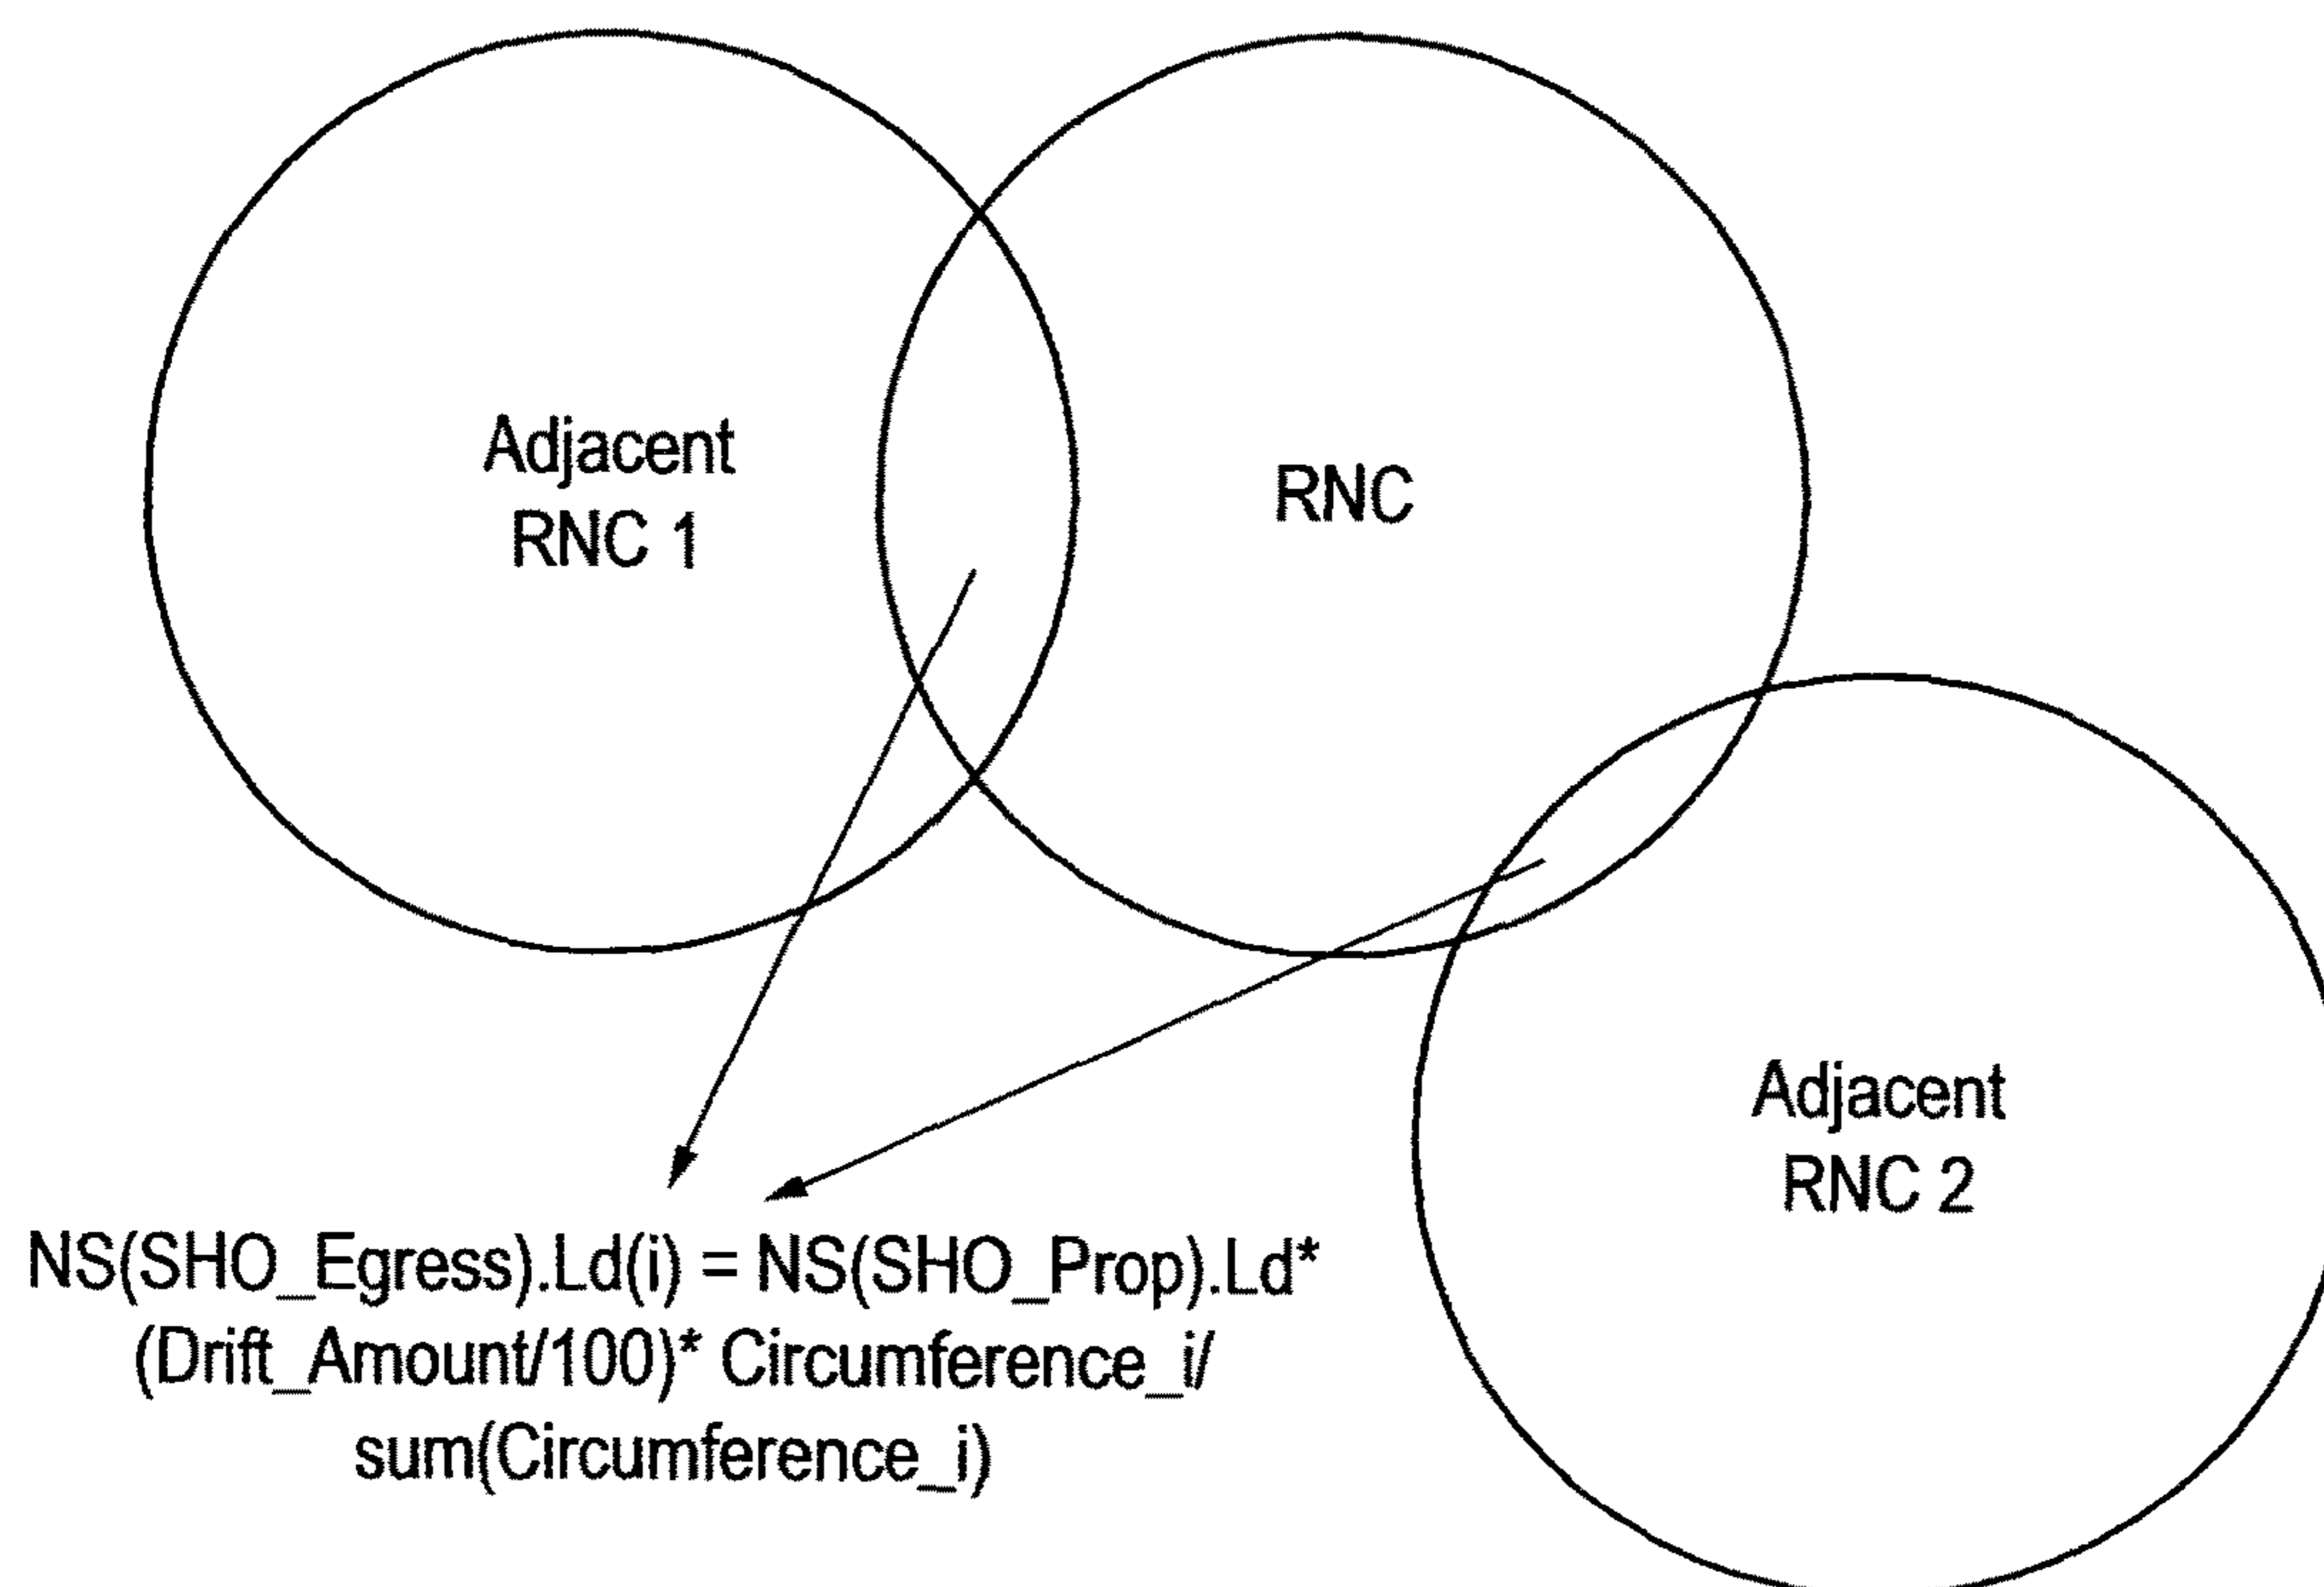 Adjacent
RNC 1
RNC
Adjacent
RNC 2
NS(SHO_Egress).Ld(i) = NS(SHO_Prop).Ld*
(Drift_Amount/100)* Circumference_i/
sum(Circumference_i)